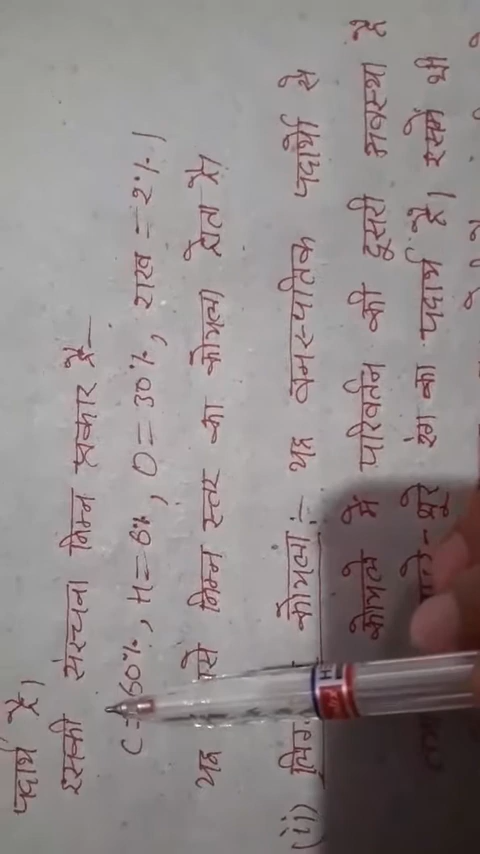 पदार्थ है।
इसकी संरचना निम्न प्रकार है—
C= 60%, H=6%, O=30%, राख=2%।
यह से निम्न स्तर का कोयला होता है।
(ii) कोयला:- यह वनस्पतिक पदार्थों से
कोयले में परिवर्तन की दूसरी अवस्था है
भूरे रंग का पदार्थ है। इसमें भी